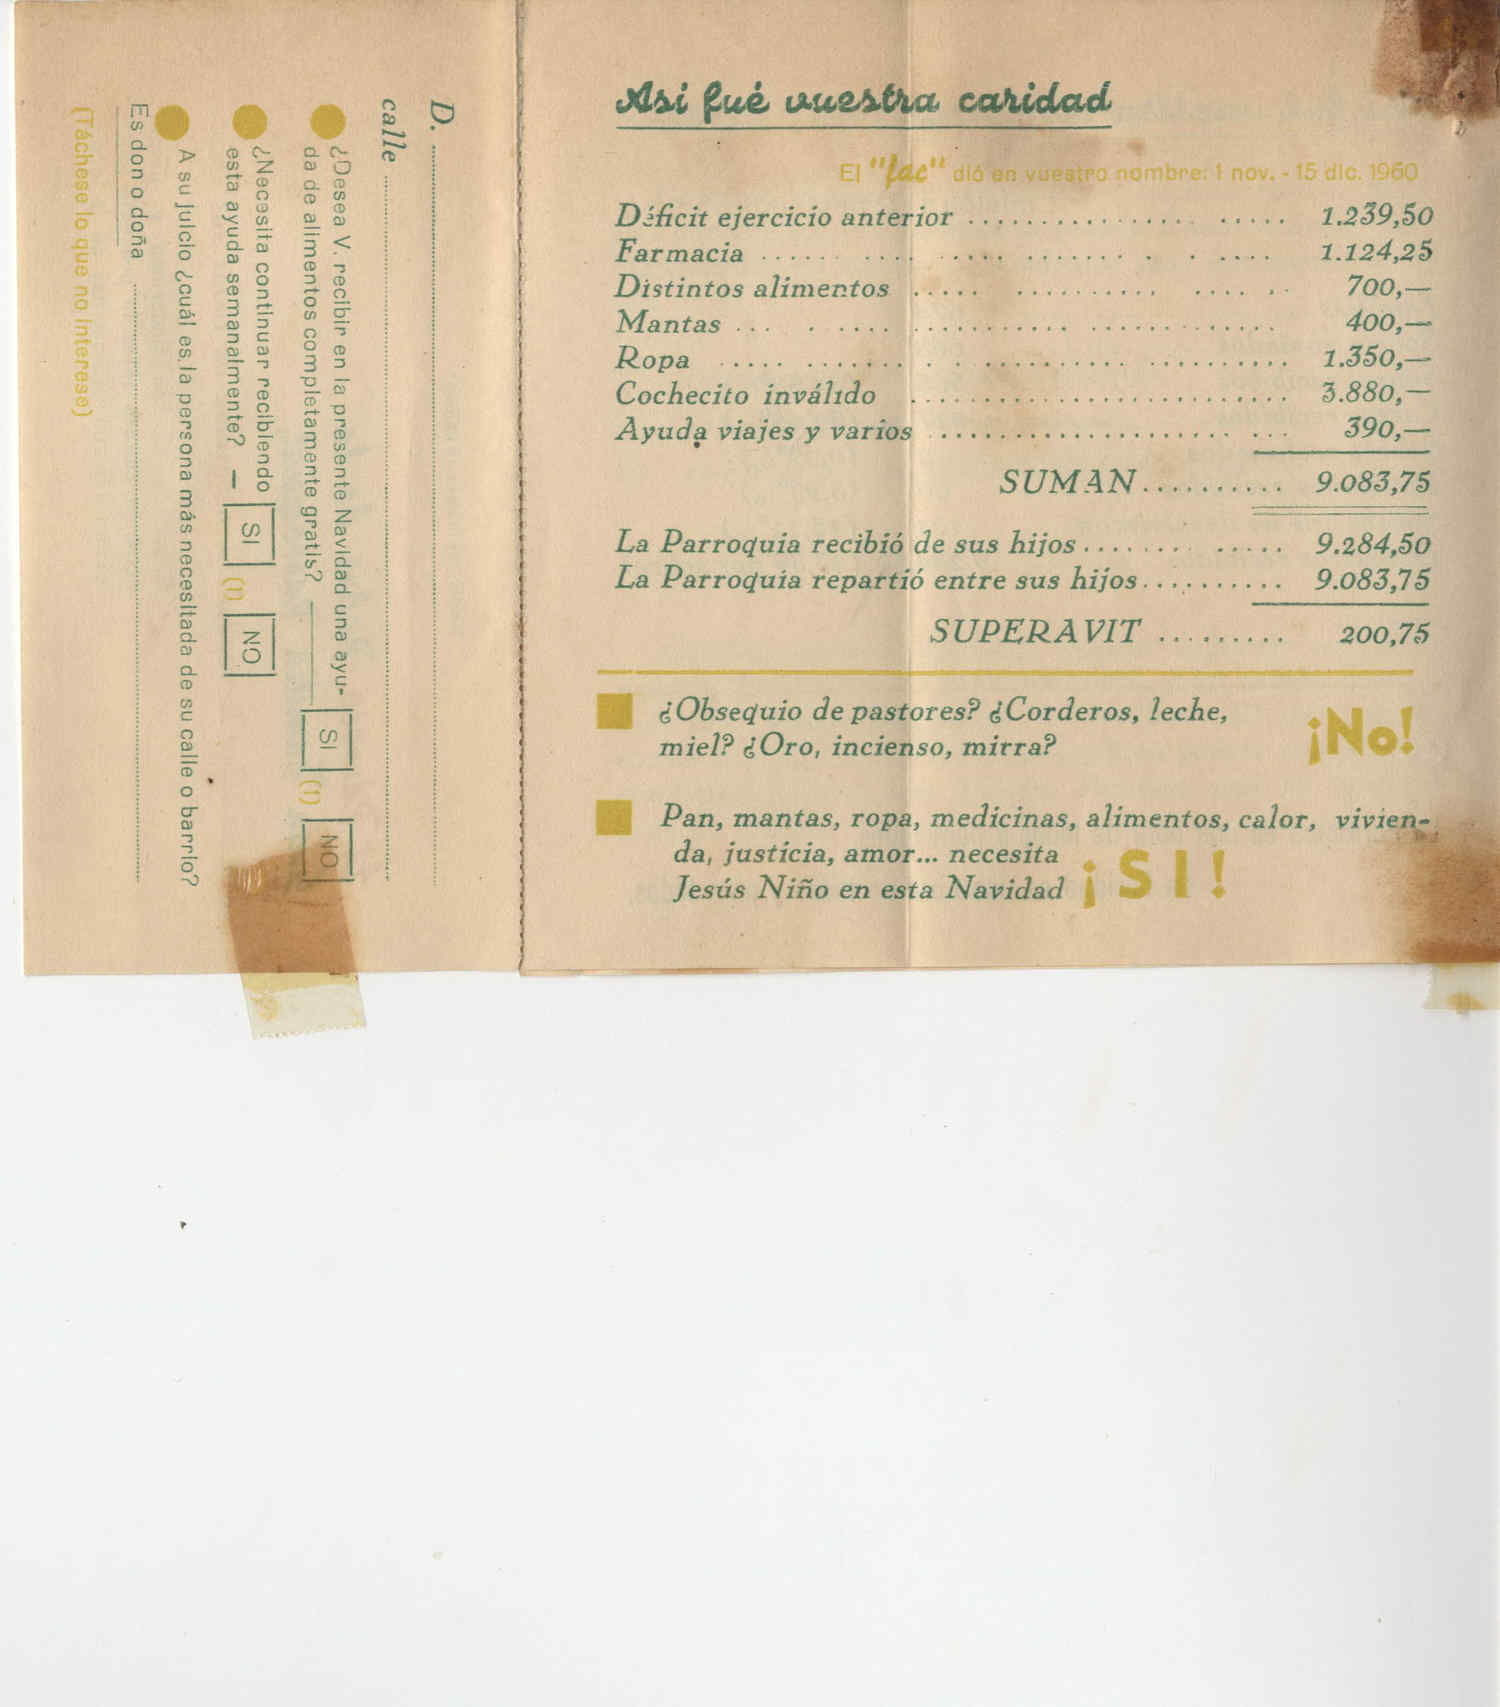 Así fué vuestra caridad
El "fac" dió en vuestro nombre: 1 nov. - 15 dic. 1960
Déficit ejercicio anterior ................ ..... 1.239,50
Farmacia ...... .... .... ....... . . .... 1.124,25
Distintos alimentos ..... .......... .... .. 700,—
Mantas ... . .... ............ ............. 400,—
Ropa ..... ....... . . .......... .......... 1.350,—
Cochecito inválido .......................... 3.880,—
Ayuda viajes y varios ..................... ... 390,—
SUMAN.......... 9.083,75
La Parroquia recibió de sus hijos........ ..... 9.284,50
La Parroquia repartió entre sus hijos.......... 9.083,75
SUPERAVIT ......... 200,75
¿Obsequio de pastores? ¿Corderos, leche,
miel? ¿Oro, incienso, mirra?
¡No!
Pan, mantas, ropa, medicinas, alimentos, calor, vivien-
da, justicia, amor... necesita
Jesús Niño en esta Navidad
¡SI!
D. ..........
calle ..........
¿Desea V. recibir en la presente Navidad una ayu-
da de alimentos completamente gratis? SI (1) NO
¿Necesita continuar recibiendo
esta ayuda semanalmente? — SI (1) NO
A su juicio ¿cuál es la persona más necesitada de su calle o barrio?
Es don o doña ..........
(Táchese lo que no interese)